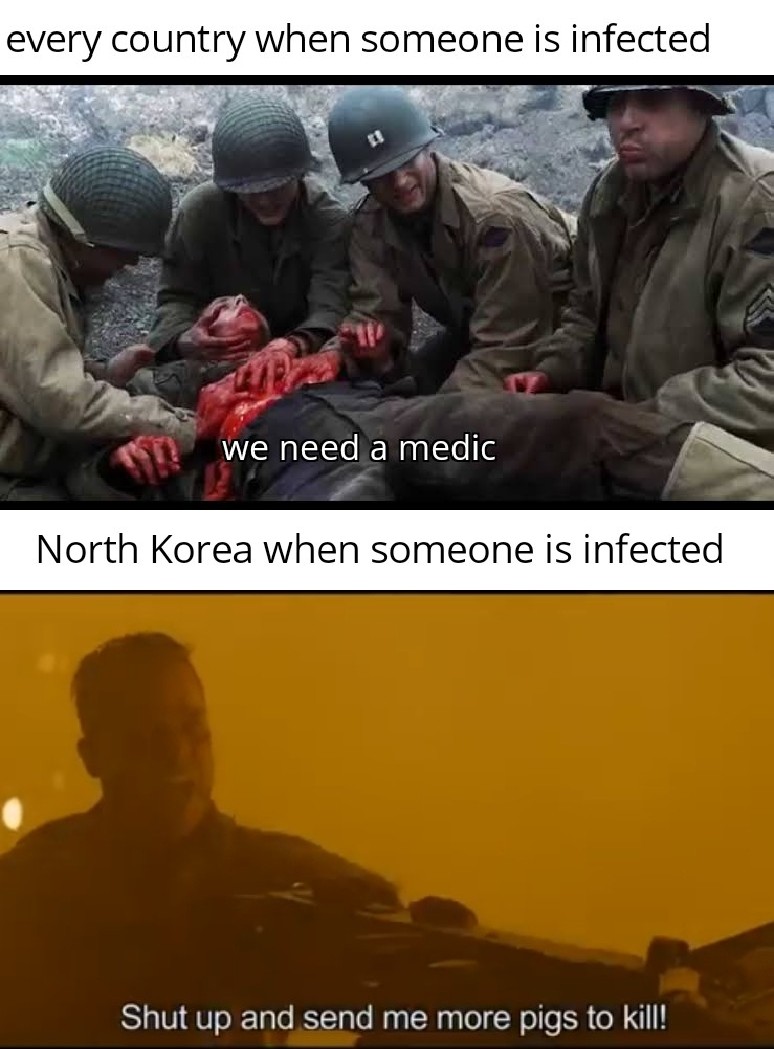 every country when someone is infected
we need a medic
North Korea when someone is infected
Shut up and send me more pigs to kill!